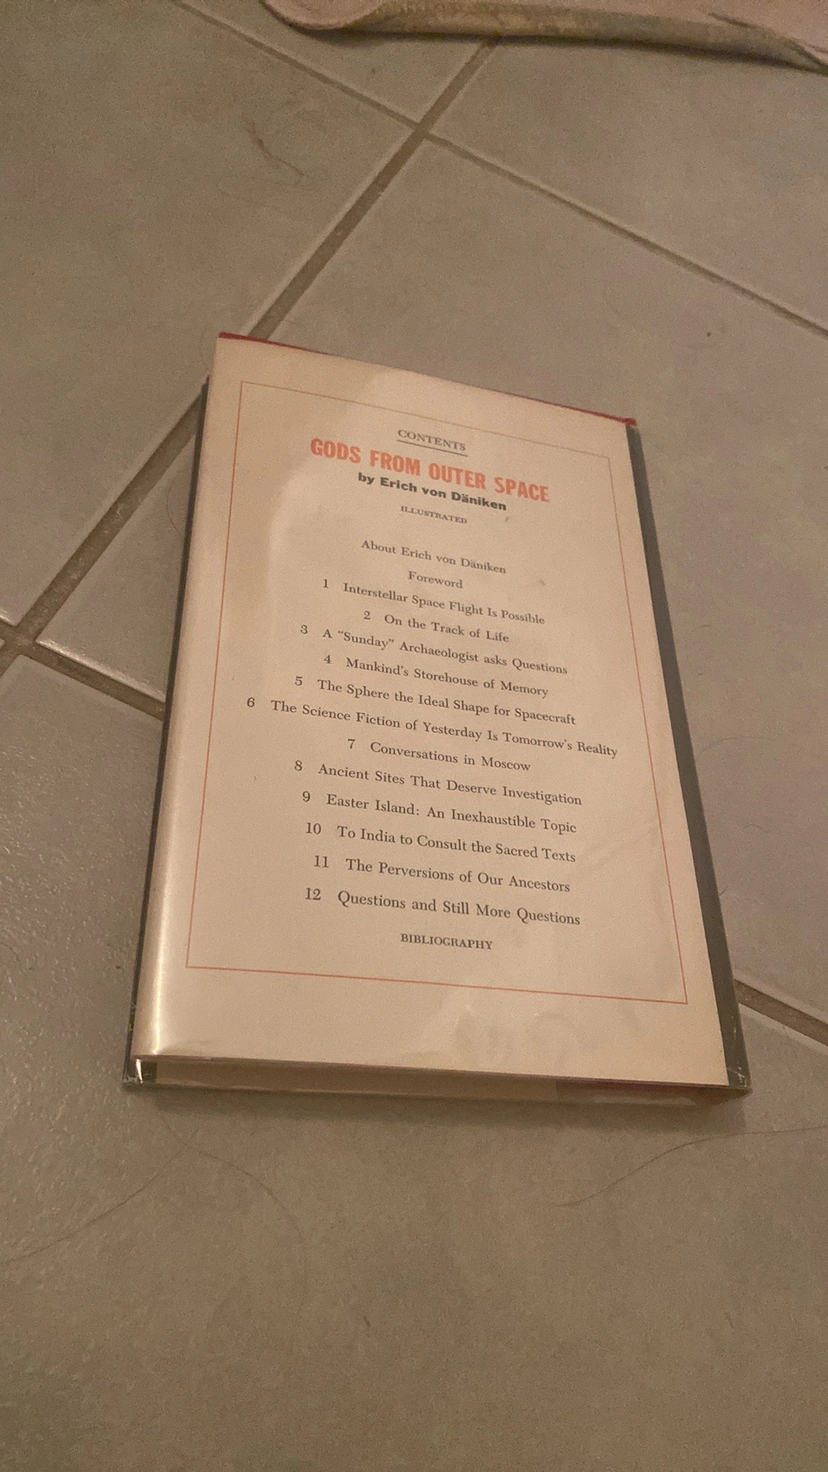 CONTENTS
GODS FROM OUTER SPACE
by Erich von Däniken
ILLUSTRATED
About Erich von Däniken
Foreword
1 Interstellar Space Flight Is Possible
2 On the Track of Life
3 A "Sunday" Archaeologist asks Questions
4 Mankind's Storehouse of Memory
5 The Sphere the Ideal Shape for Spacecraft
6 The Science Fiction of Yesterday Is Tomorrow's Reality
7 Conversations in Moscow
8 Ancient Sites That Deserve Investigation
9 Easter Island: An Inexhaustible Topic
10 To India to Consult the Sacred Texts
11 The Perversions of Our Ancestors
12 Questions and Still More Questions
BIBLIOGRAPHY